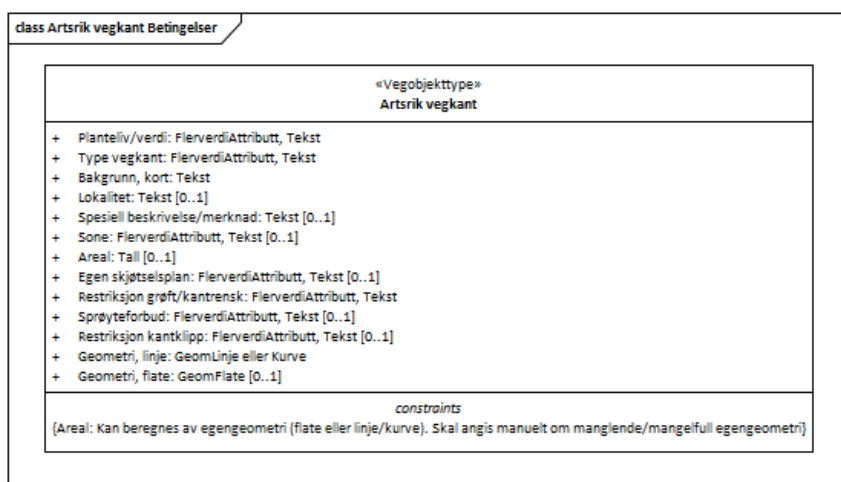 class Artsrik vegkant Betingelser
«Vegobjekttype»
Artsrik vegkant
+ Planteliv/verdi: FlerverdiAttributt, Tekst
+ Type vegkant: FlerverdiAttributt, Tekst
+ Bakgrunn, kort: Tekst
+ Lokalitet: Tekst [0..1]
+ Spesiell beskrivelse/merknad: Tekst [0..1]
+ Sone: FlerverdiAttributt, Tekst [0..1]
+ Areal: Tall [0..1]
+ Egen skjøtselsplan: FlerverdiAttributt, Tekst [0..1]
+ Restriksjon grøft/kantrensk: FlerverdiAttributt, Tekst
+ Sprøyteforbud: FlerverdiAttributt, Tekst [0..1]
+ Restriksjon kantklipp: FlerverdiAttributt, Tekst [0..1]
+ Geometri, linje: GeomLinje eller Kurve
+ Geometri, flate: GeomFlate [0..1]
constraints
{Areal: Kan beregnes av egengeometri (flate eller linje/kurve). Skal angis manuelt om manglende/mangelfull egengeometri}